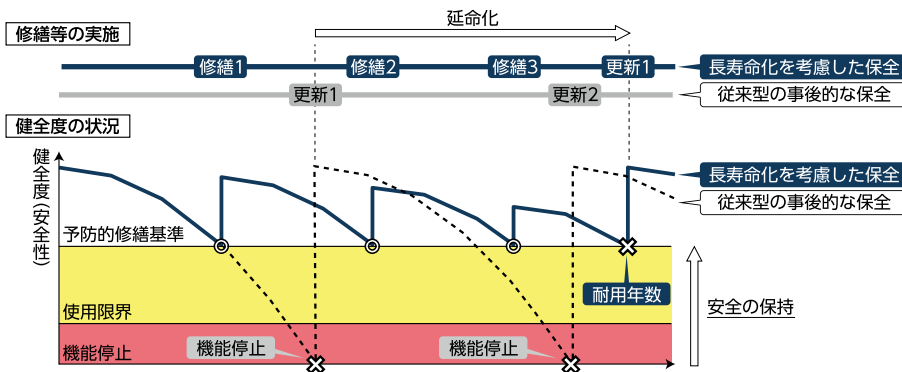 延命化
修繕等の実施
修繕1
修繕2
修繕3
更新1
長寿命化を考慮した保全
更新1
更新2
従来型の事後的な保全
健全度の状況
健全度(安全性)
長寿命化を考慮した保全
従来型の事後的な保全
予防的修繕基準
耐用年数
使用限界
安全の保持
機能停止
機能停止
機能停止